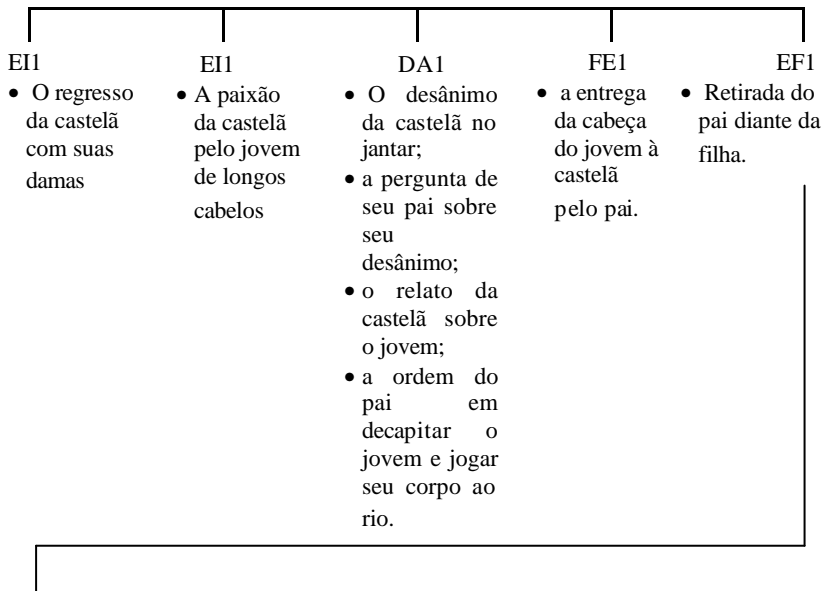 EI1
• O regresso
da castelã
com suas
damas
EI1
• A paixão
da castelã
pelo jovem
de longos
cabelos
DA1
• O desânimo
da castelã no
jantar;
• a pergunta de
seu pai sobre
seu
desânimo;
• o relato da
castelã sobre
o jovem;
• a ordem do
pai em
decapitar o
jovem e jogar
seu corpo ao
rio.
FE1
• a entrega
da cabeça
do jovem à
castelã
pelo pai.
EF1
• Retirada do
pai diante da
filha.